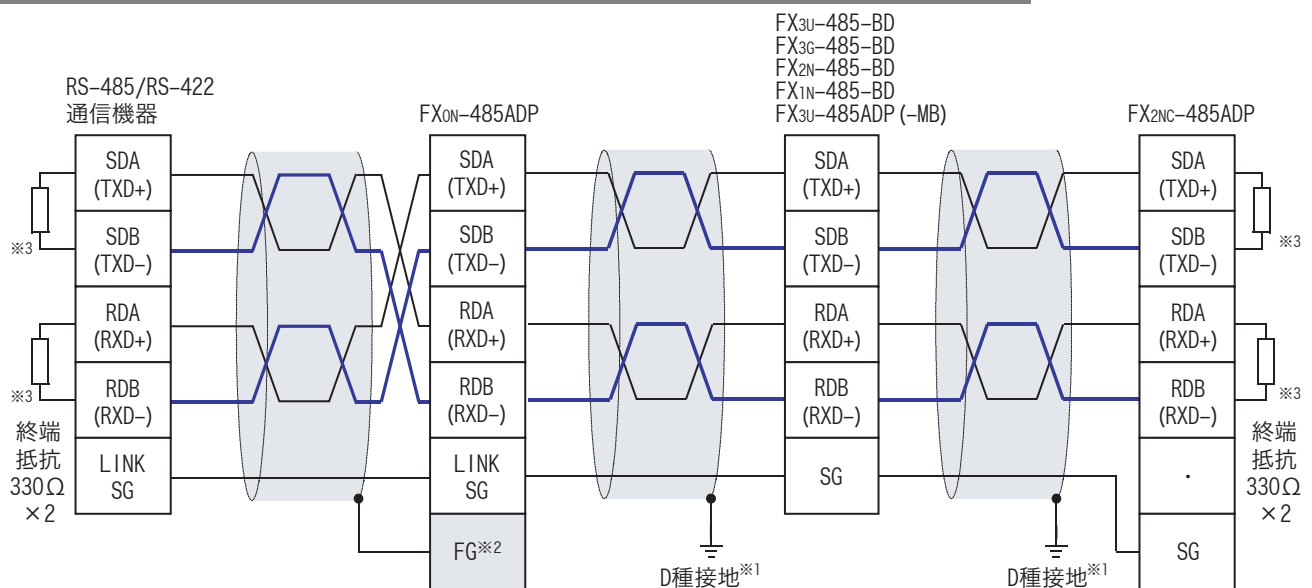 RS-485/RS-422
通信機器
SDA
(TXD+)
SDB
(TXD-)
RDA
(RXD+)
RDB
(RXD-)
LINK
SG
※3
※3
終端
抵抗
330Ω
×2
FX0N-485ADP
SDA
(TXD+)
SDB
(TXD-)
RDA
(RXD+)
RDB
(RXD-)
LINK
SG
FG※2
FX3U-485-BD
FX3G-485-BD
FX2N-485-BD
FX1N-485-BD
FX3U-485ADP(-MB)
SDA
(TXD+)
SDB
(TXD-)
RDA
(RXD+)
RDB
(RXD-)
SG
D種接地※1
D種接地※1
FX2NC-485ADP
SDA
(TXD+)
SDB
(TXD-)
RDA
(RXD+)
RDB
(RXD-)
・
SG
※3
※3
終端
抵抗
330Ω
×2